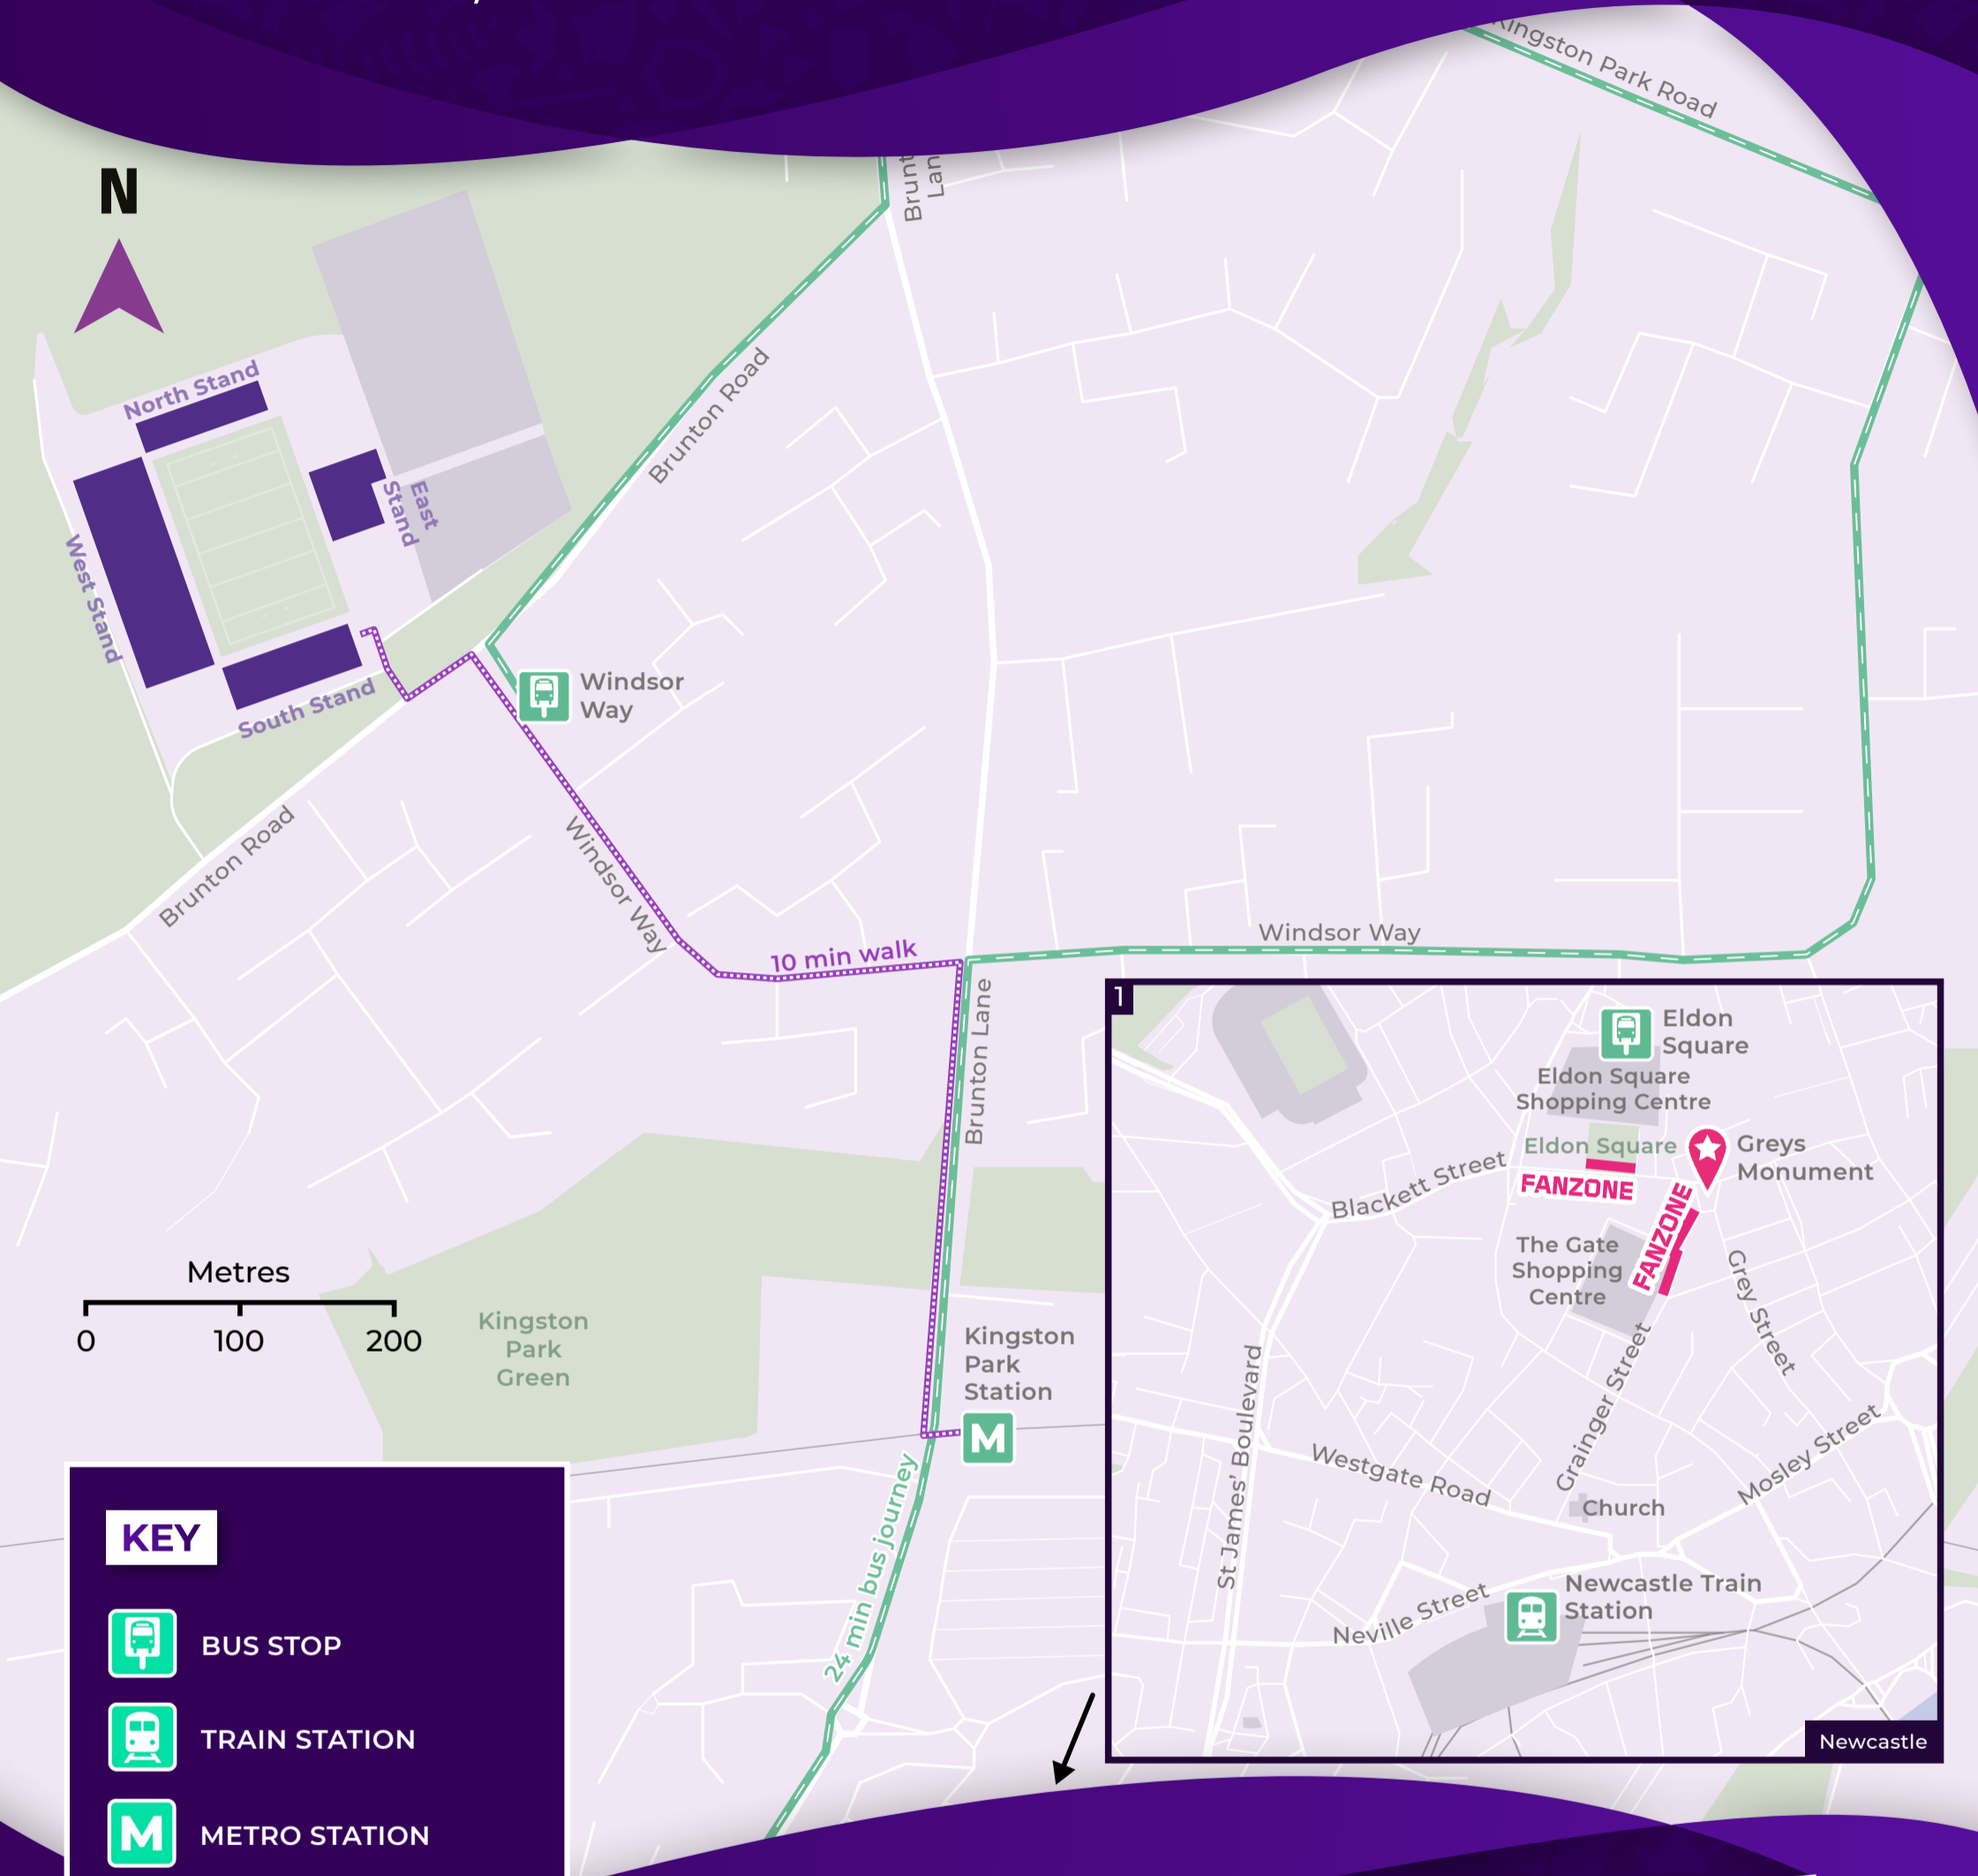 Kingston Park Road
Brunt
Lan
N
North Stand
East
Stand
West Stand
South Stand
Brunton Road
Windsor
Way
Brunton Road
Windsor Way
10 min walk
Windsor Way
Brunton Lane
Metres
0 100 200
Kingston
Park
Green
Kingston
Park
Station
M
24 min bus journey
KEY
BUS STOP
TRAIN STATION
M METRO STATION
1
Eldon
Square
Eldon Square
Shopping Centre
Eldon Square
Greys
Monument
FANZONE
FANZONE
Blackett Street
The Gate
Shopping
Centre
Grey Street
Grainger Street
St James' Boulevard
Westgate Road
Mosley Street
Church
Neville Street
Newcastle Train
Station
Newcastle